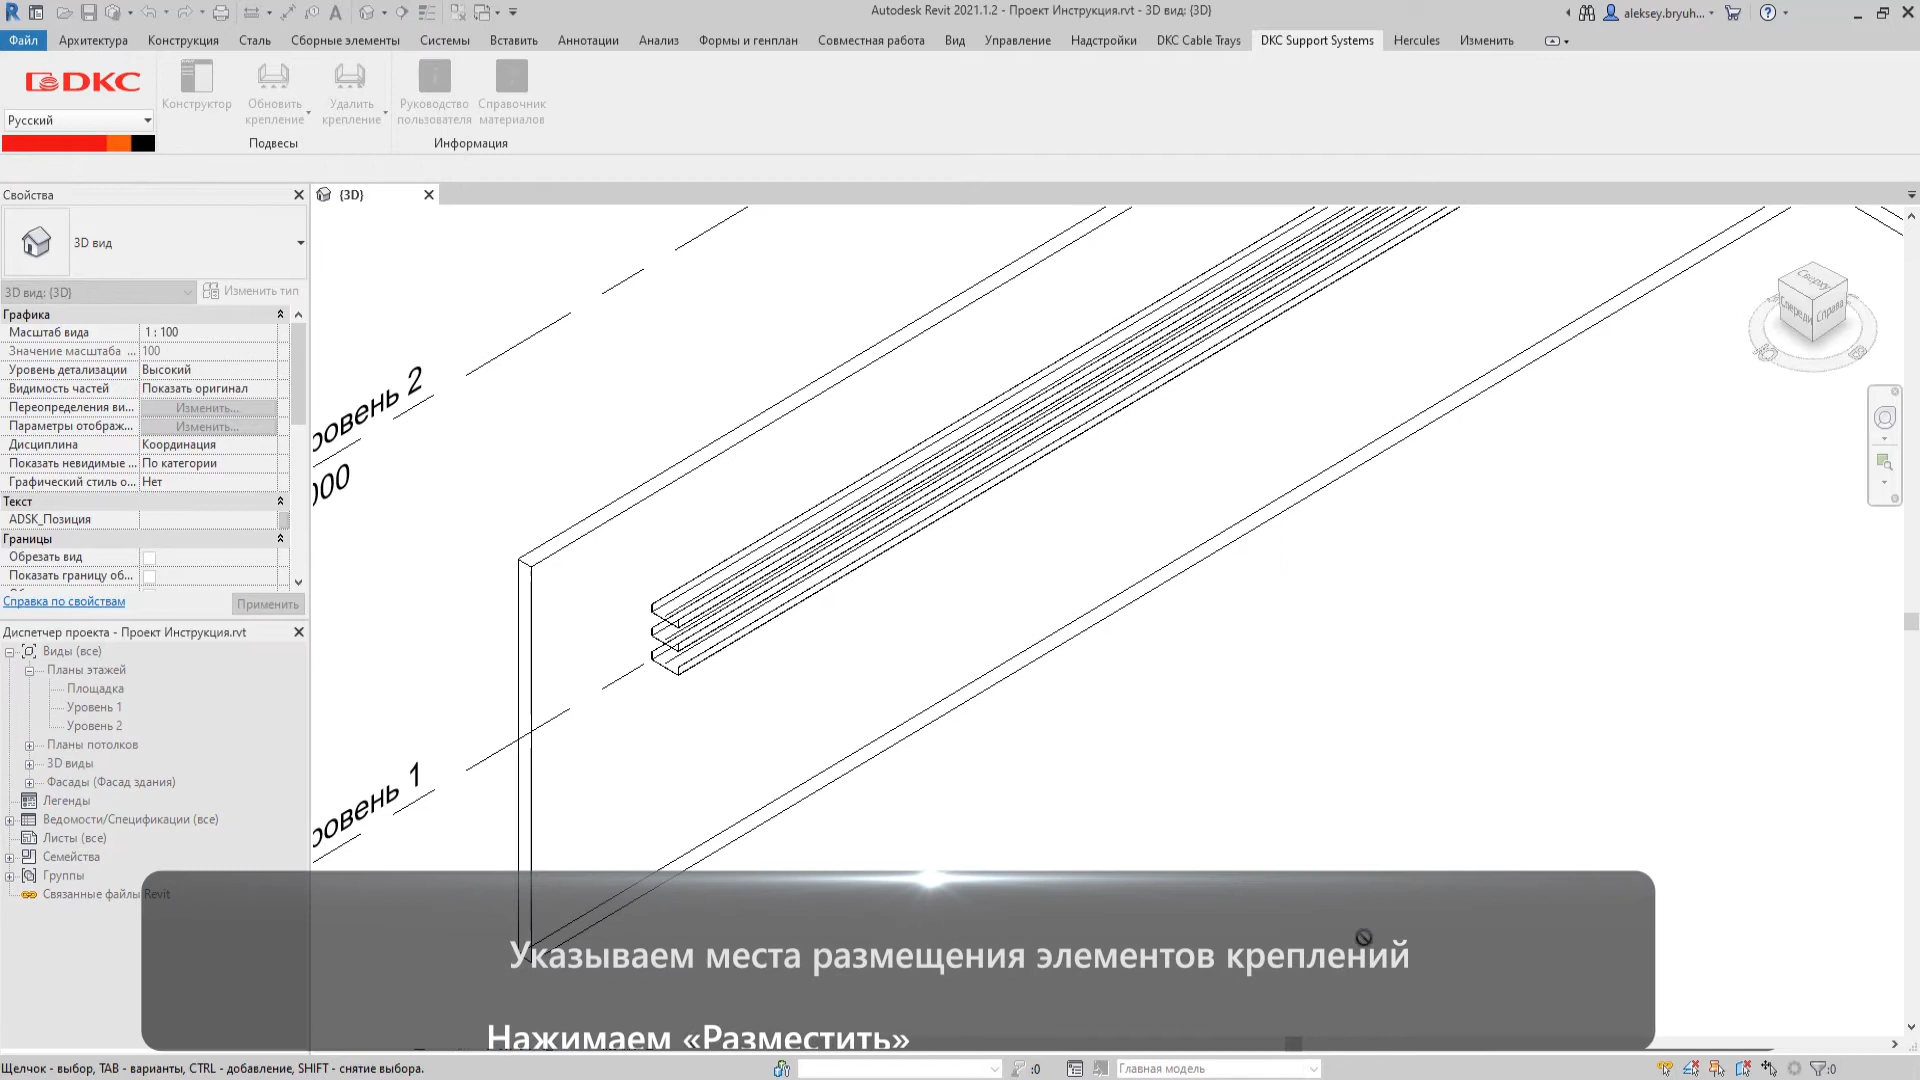 Autodesk Revit 2021.1.2 - Проект Инструкция.rvt - 3D вид: {3D}
aleksey.bryuh...
Файл Архитектура Конструкция Сталь Сборные элементы Системы Вставить Аннотации Анализ Формы и генплан Совместная работа Вид Управление Надстройки DKC Cable Trays DKC Support Systems Hercules Изменить
DKC
Русский
Конструктор
Обновить
крепление
Удалить
крепление
Подвесы
Руководство
пользователя
Справочник
материалов
Информация
Свойства
{3D}
3D вид
3D вид: {3D}
Изменить тип
Графика
Масштаб вида 1 : 100
Значение масштаба ... 100
Уровень детализации Высокий
Видимость частей Показать оригинал
Переопределения ви... Изменить...
Параметры отображ... Изменить...
Дисциплина Координация
Показать невидимые ... По категории
Графический стиль о... Нет
Текст
ADSK_Позиция
Границы
Обрезать вид
Показать границу об...
Справка по свойствам
Применить
Диспетчер проекта - Проект Инструкция.rvt
Виды (все)
Планы этажей
Площадка
Уровень 1
Уровень 2
Планы потолков
3D виды
Фасады (Фасад здания)
Легенды
Ведомости/Спецификации (все)
Листы (все)
Семейства
Группы
Связанные файлы Revit
ровень 2
000
ровень 1
Сверху
Спереди
Справа
Указываем места размещения элементов креплений
Нажимаем «Разместить»
Щелчок - выбор, TAB - варианты, CTRL - добавление, SHIFT - снятие выбора.
:0
Главная модель
:0